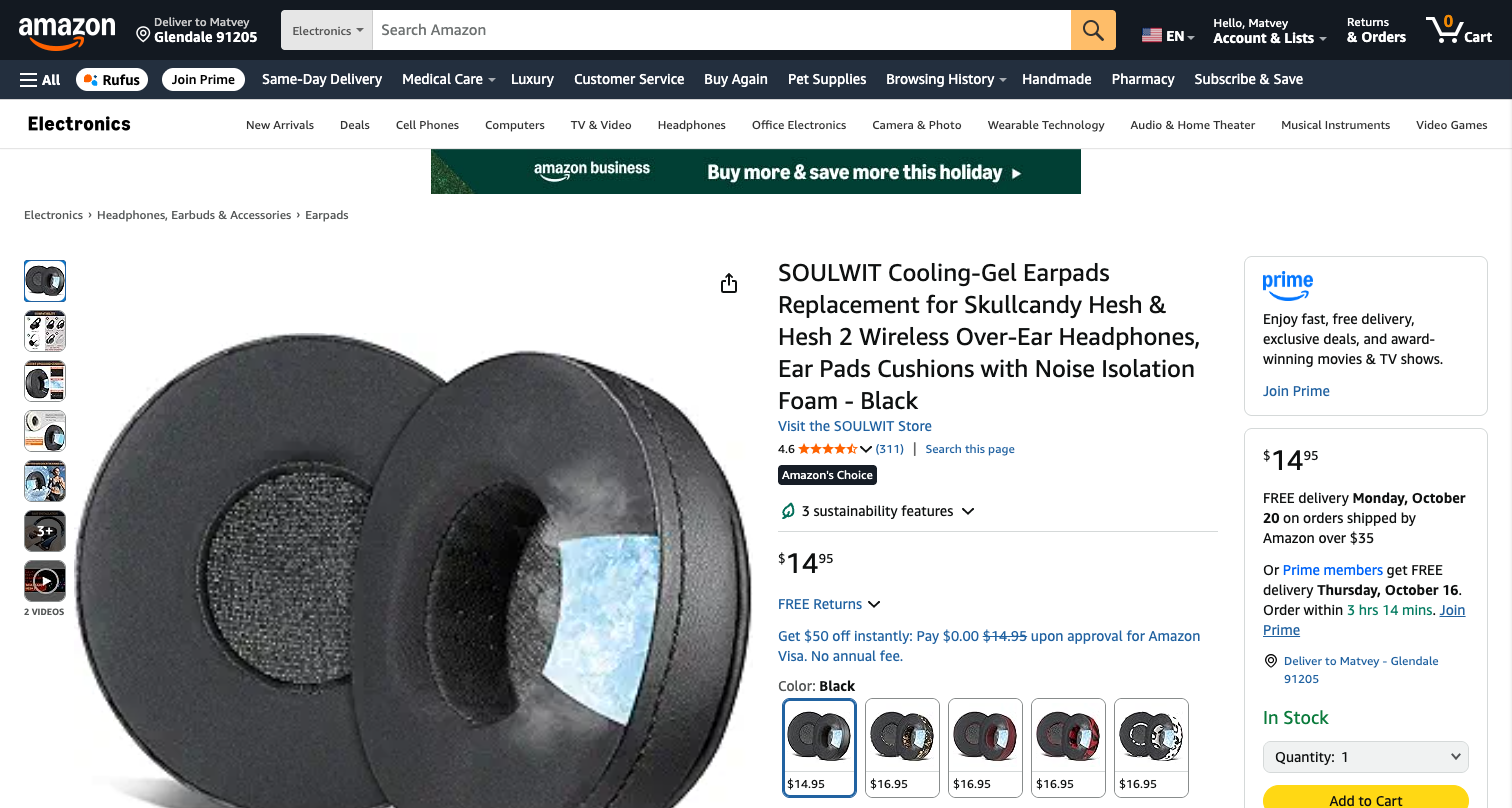 amazon
Deliver to Matvey
Glendale 91205
Electronics
Search Amazon
EN
Hello, Matvey
Account & Lists
Returns
& Orders
0
Cart
All
Rufus
Join Prime
Same-Day Delivery
Medical Care
Luxury
Customer Service
Buy Again
Pet Supplies
Browsing History
Handmade
Pharmacy
Subscribe & Save
Electronics
New Arrivals
Deals
Cell Phones
Computers
TV & Video
Headphones
Office Electronics
Camera & Photo
Wearable Technology
Audio & Home Theater
Musical Instruments
Video Games
amazon business
Buy more & save more this holiday
Electronics › Headphones, Earbuds & Accessories › Earpads
3+
2 VIDEOS
SOULWIT Cooling-Gel Earpads
Replacement for Skullcandy Hesh &
Hesh 2 Wireless Over-Ear Headphones,
Ear Pads Cushions with Noise Isolation
Foam - Black
Visit the SOULWIT Store
4.6 (311) | Search this page
Amazon's Choice
3 sustainability features
$14 95
FREE Returns
Get $50 off instantly: Pay $0.00 $14.95 upon approval for Amazon
Visa. No annual fee.
Color: Black
$14.95
$16.95
$16.95
$16.95
$16.95
prime
Enjoy fast, free delivery,
exclusive deals, and award-
winning movies & TV shows.
Join Prime
$14 95
FREE delivery Monday, October
20 on orders shipped by
Amazon over $35
Or Prime members get FREE
delivery Thursday, October 16.
Order within 3 hrs 14 mins. Join
Prime
Deliver to Matvey - Glendale
91205
In Stock
Quantity: 1
Add to Cart